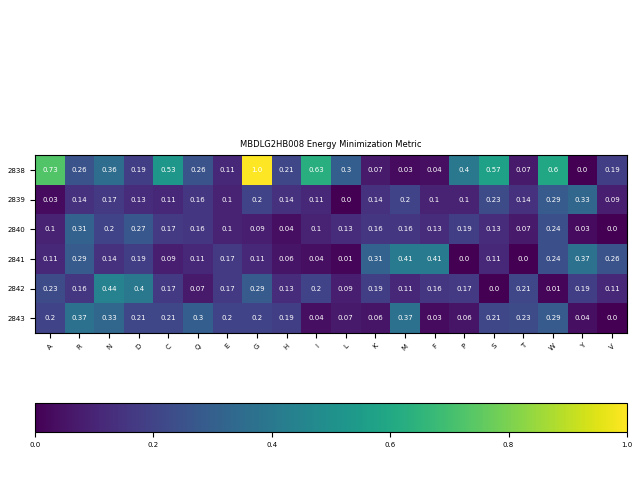 MBDLG2HB008 Energy Minimization Metric
2838 0.73 0.26 0.36 0.19 0.53 0.26 0.11 1.0 0.21 0.63 0.3 0.07 0.03 0.04 0.4 0.57 0.07 0.6 0.0 0.19
2839 0.03 0.14 0.17 0.13 0.11 0.16 0.1 0.2 0.14 0.11 0.0 0.14 0.2 0.1 0.1 0.23 0.14 0.29 0.33 0.09
2840 0.1 0.31 0.2 0.27 0.17 0.16 0.1 0.09 0.04 0.1 0.13 0.16 0.16 0.13 0.19 0.13 0.07 0.24 0.03 0.0
2841 0.11 0.29 0.14 0.19 0.09 0.11 0.17 0.11 0.06 0.04 0.01 0.31 0.41 0.41 0.0 0.11 0.0 0.24 0.37 0.26
2842 0.23 0.16 0.44 0.4 0.17 0.07 0.17 0.29 0.13 0.2 0.09 0.19 0.11 0.16 0.17 0.0 0.21 0.01 0.19 0.11
2843 0.2 0.37 0.33 0.21 0.21 0.3 0.2 0.2 0.19 0.04 0.07 0.06 0.37 0.03 0.06 0.21 0.23 0.29 0.04 0.0
A R N D C Q E G H I L K M F P S T W Y V
0.0 0.2 0.4 0.6 0.8 1.0